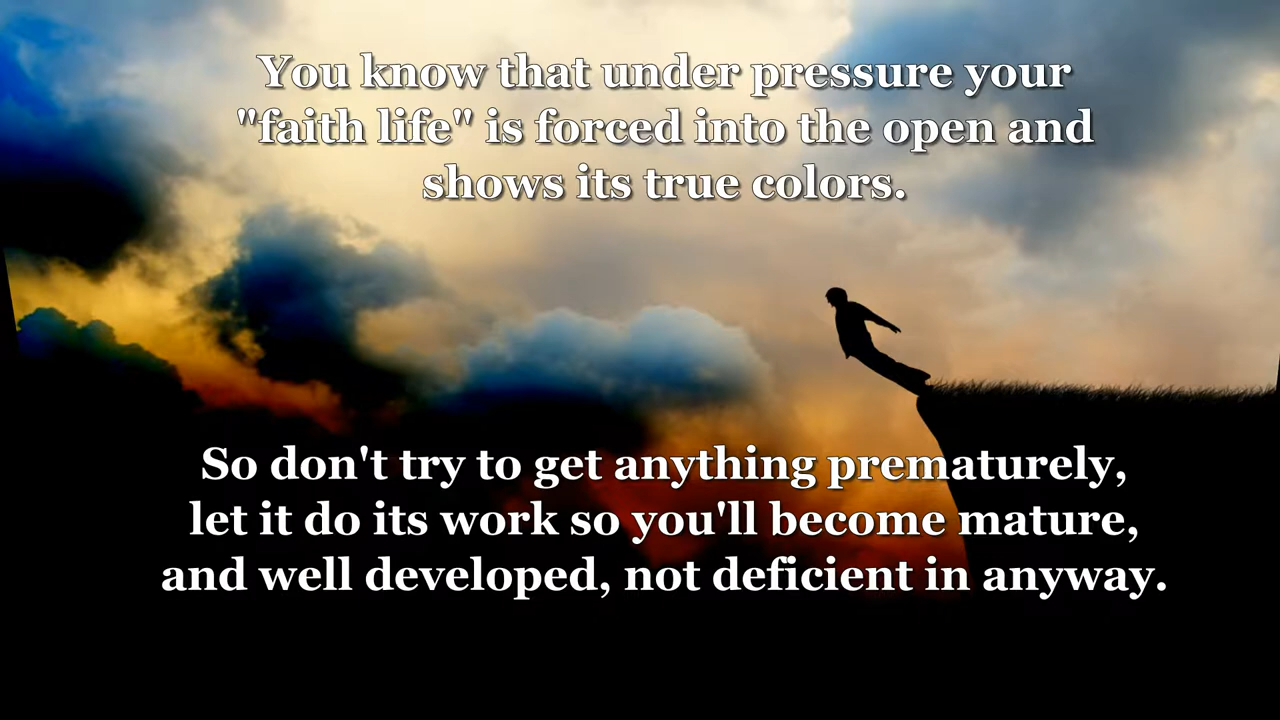 You know that under pressure your
"faith life" is forced into the open and
shows its true colors.
So don't try to get anything prematurely,
let it do its work so you'll become mature,
and well developed, not deficient in anyway.